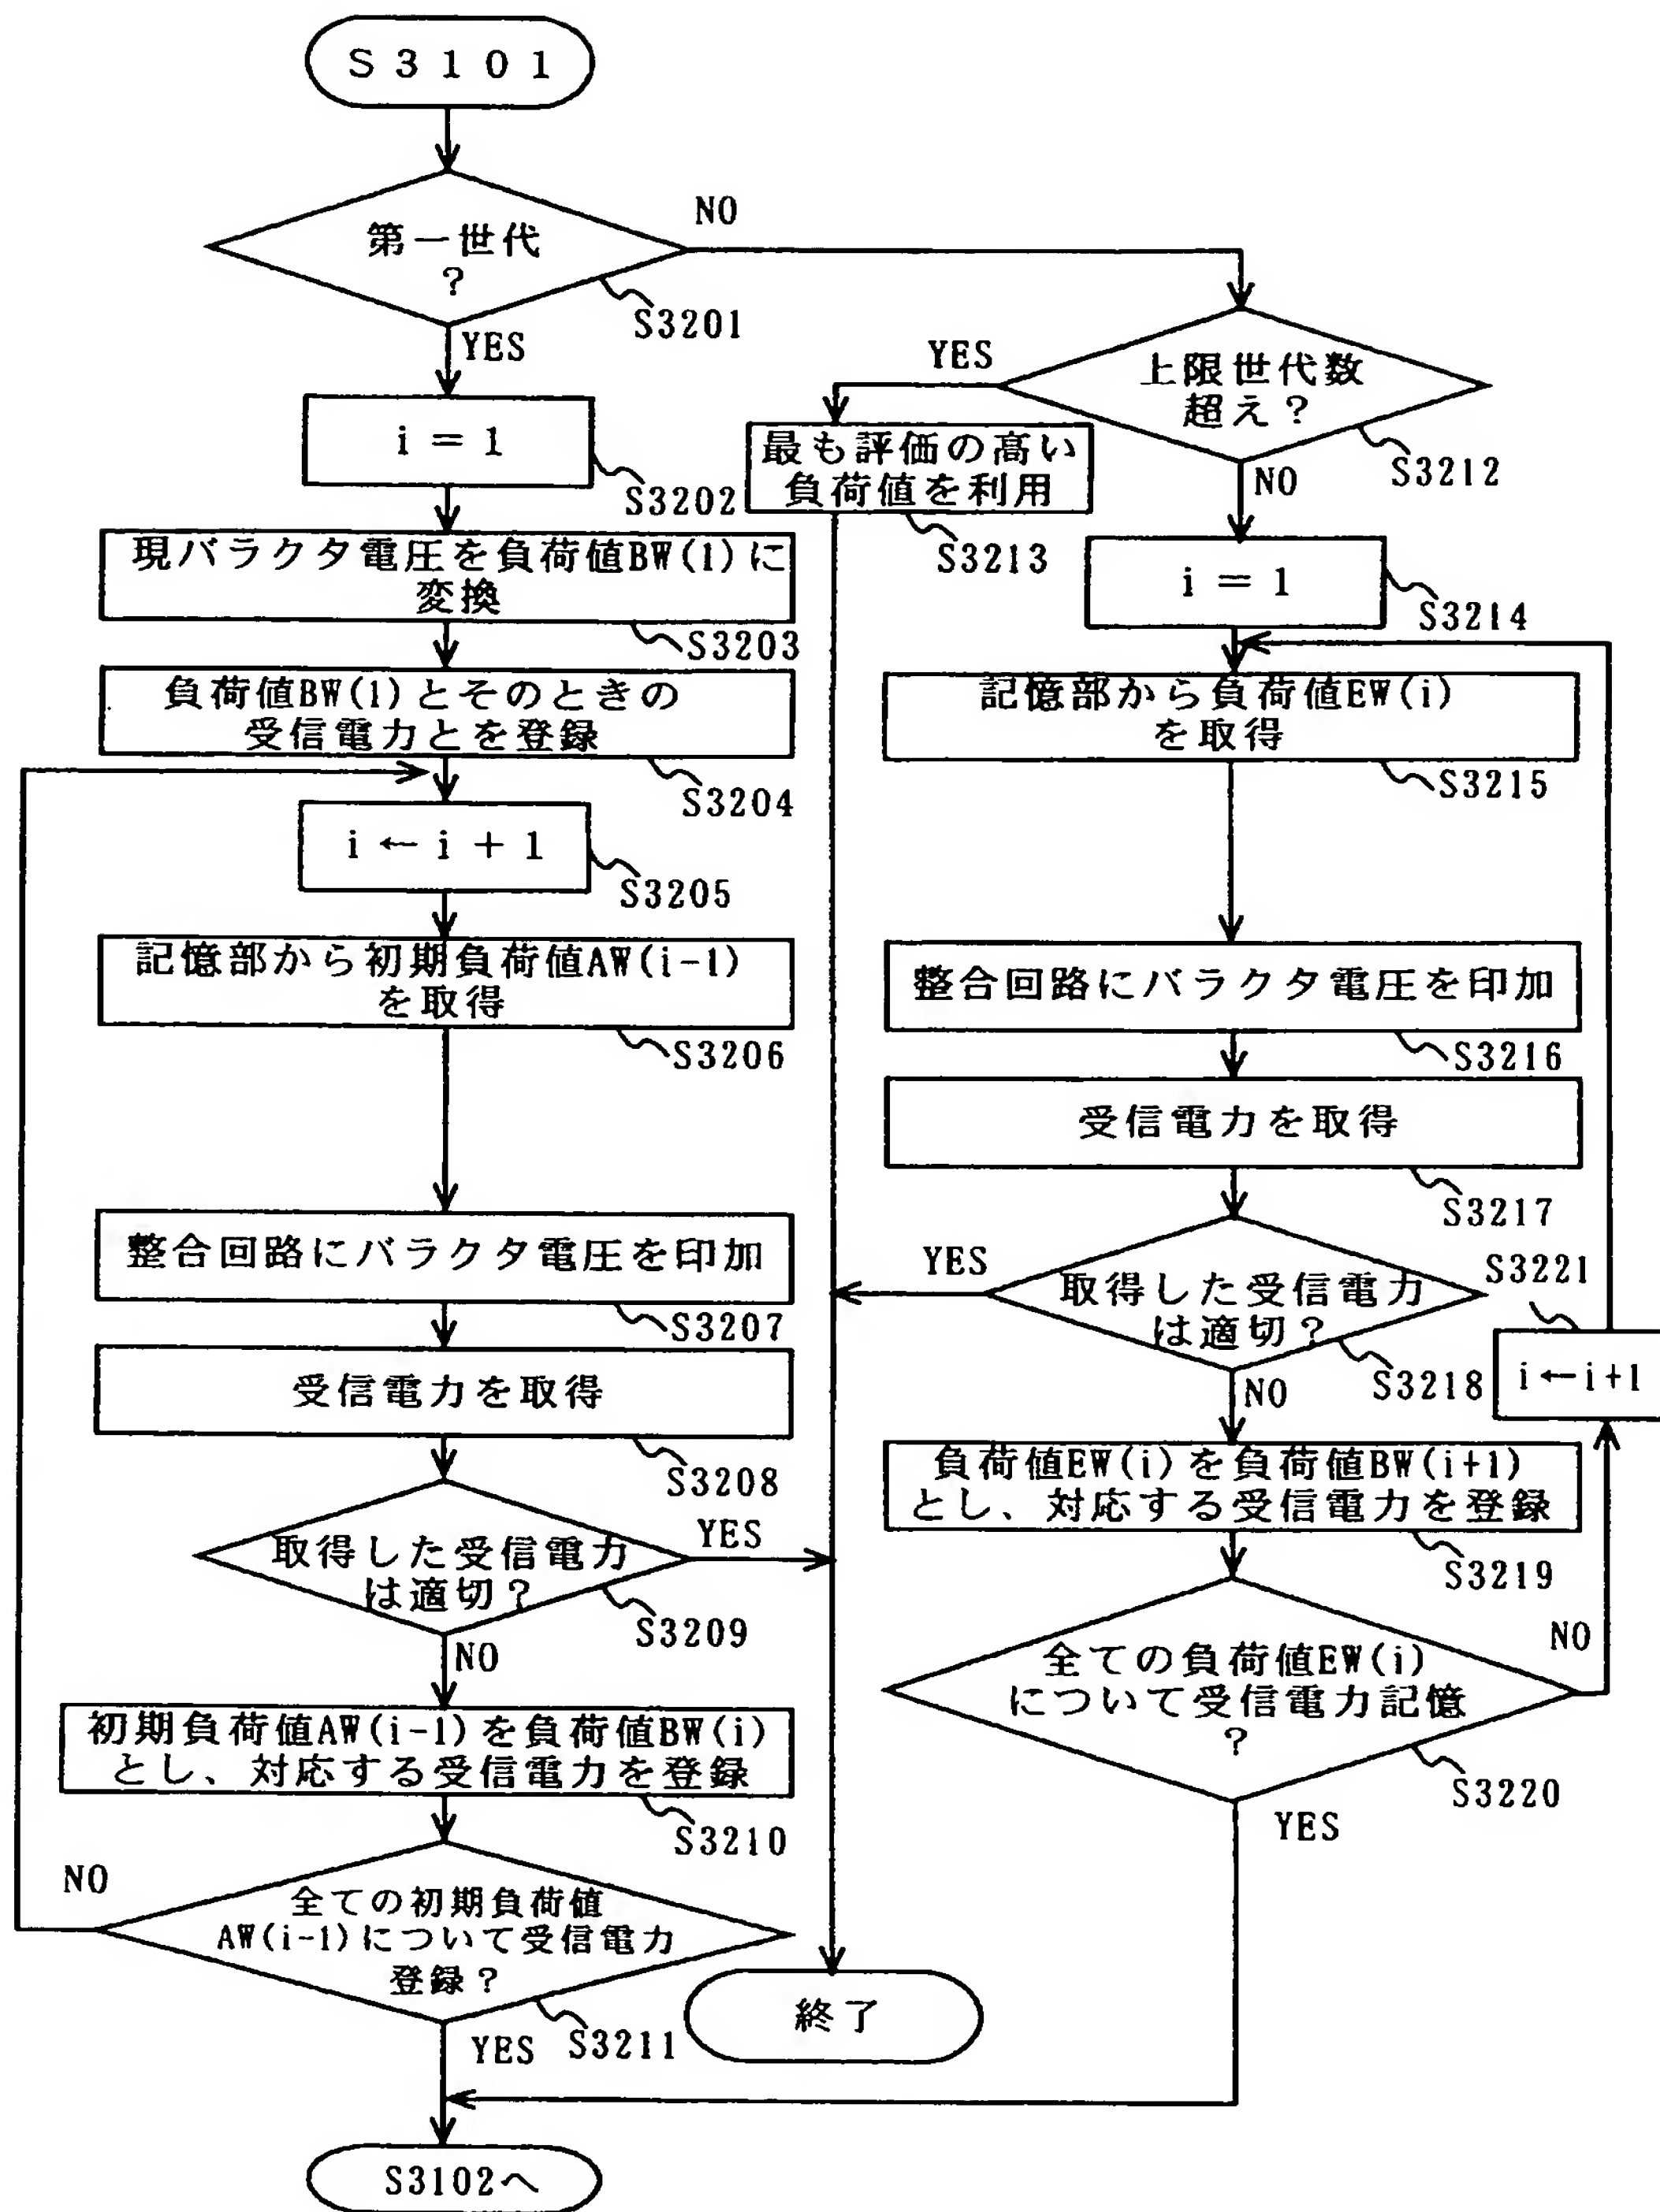 S3101
第一世代
?
NO
S3201
YES
i = 1
S3202
現バラクタ電圧を負荷値BW(1)に
変換
S3203
負荷値BW(1)とそのときの
受信電力とを登録
S3204
i ← i + 1
S3205
記憶部から初期負荷値AW(i-1)
を取得
S3206
整合回路にバラクタ電圧を印加
S3207
受信電力を取得
S3208
取得した受信電力
は適切?
YES
S3209
NO
初期負荷値AW(i-1)を負荷値BW(i)
とし、対応する受信電力を登録
S3210
NO
全ての初期負荷値
AW(i-1)について受信電力
登録?
S3211
YES
S3102へ
上限世代数
超え?
YES
S3212
最も評価の高い
負荷値を利用
S3213
NO
i = 1
S3214
記憶部から負荷値EW(i)
を取得
S3215
整合回路にバラクタ電圧を印加
S3216
受信電力を取得
S3217
取得した受信電力
は適切?
YES
S3218
NO
S3221
i←i+1
負荷値EW(i)を負荷値BW(i+1)
とし、対応する受信電力を登録
S3219
全ての負荷値EW(i)
について受信電力記憶
?
NO
S3220
YES
終了